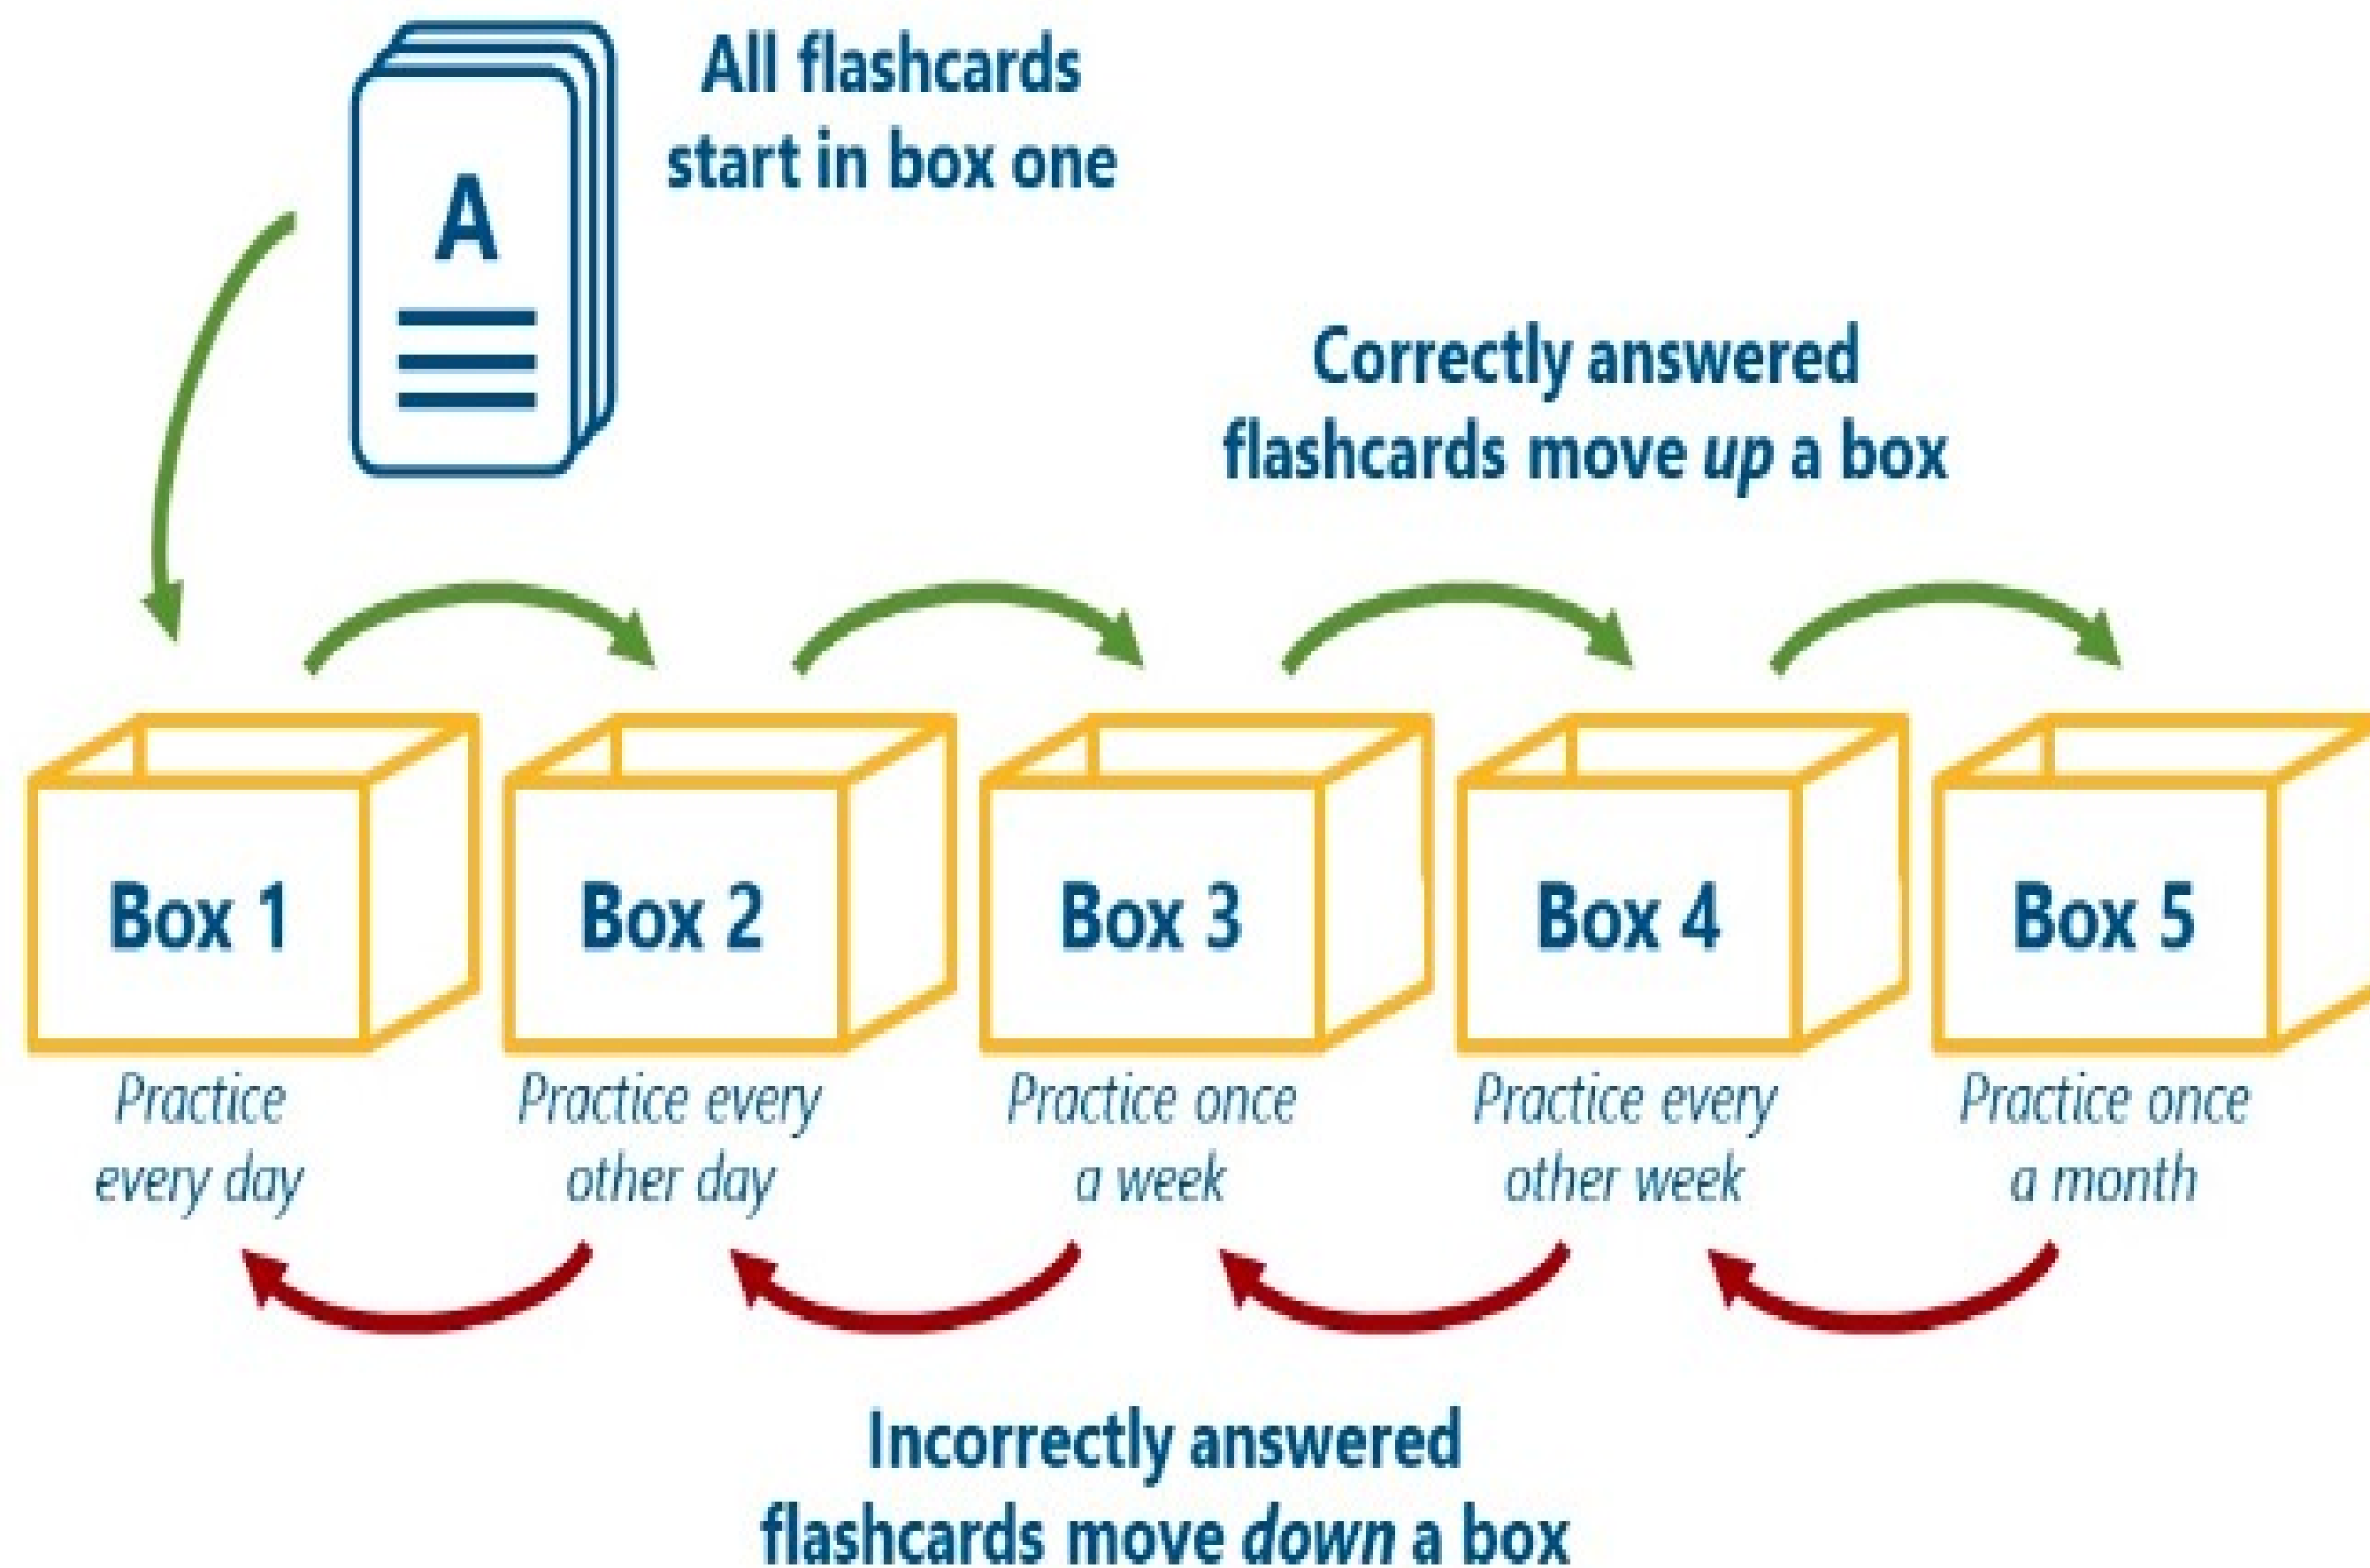 All flashcards
start in box one
A
Correctly answered
flashcards move up a box
Box 1
Box 2
Box 3
Box 4
Box 5
Practice
every day
Practice every
other day
Practice once
a week
Practice every
other week
Practice once
a month
Incorrectly answered
flashcards move down a box